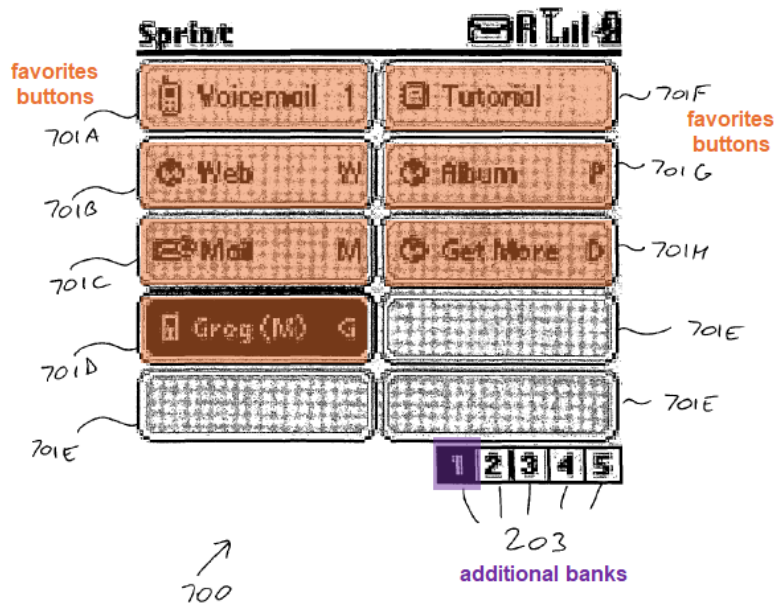 Sprint
favorites buttons
Voicemail 1
Tutorial
701A
701F
favorites buttons
Web W
Album P
701B
701G
Mail M
Get More D
701C
701H
Greg (M) G
701D
701E
701E
701E
1 2 3 4 5
203
additional banks
700